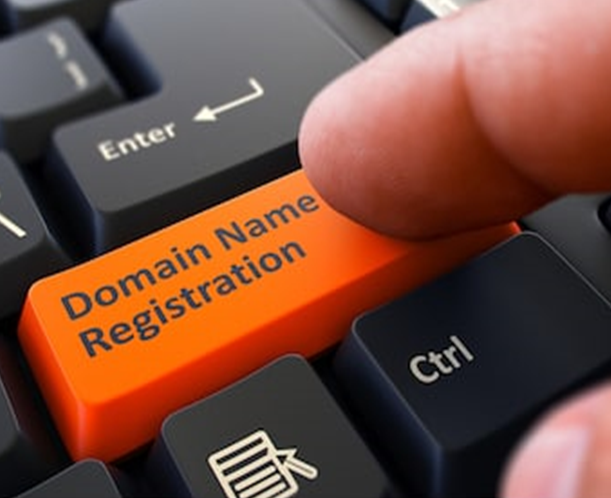 Enter
Domain Name
Registration
Ctrl